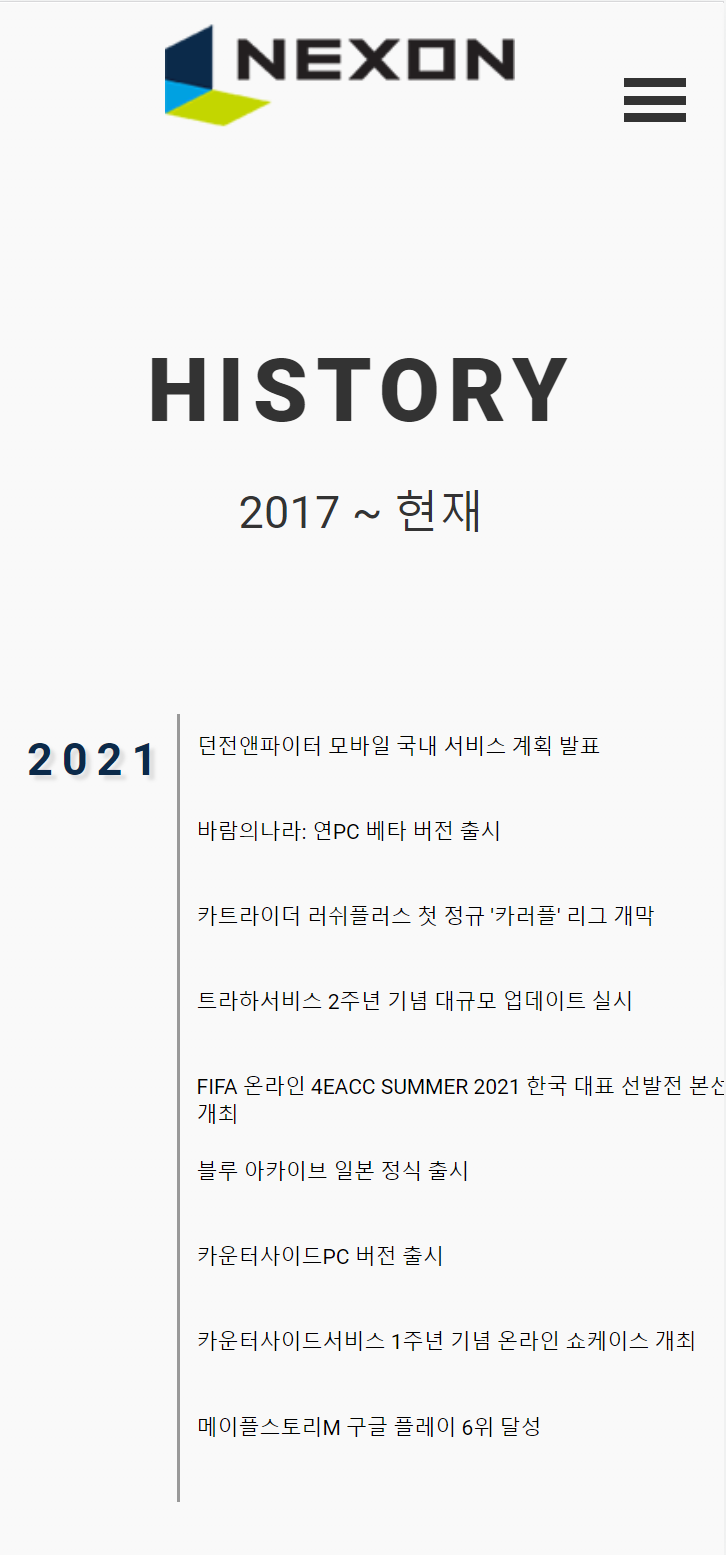 NEXON
HISTORY
2017 ~ 현재
2021
던전앤파이터 모바일 국내 서비스 계획 발표
바람의나라: 연PC 베타 버전 출시
카트라이더 러쉬플러스 첫 정규 '카러플' 리그 개막
트라하서비스 2주년 기념 대규모 업데이트 실시
FIFA 온라인 4EACC SUMMER 2021 한국 대표 선발전 본선
개최
블루 아카이브 일본 정식 출시
카운터사이드PC 버전 출시
카운터사이드서비스 1주년 기념 온라인 쇼케이스 개최
메이플스토리M 구글 플레이 6위 달성